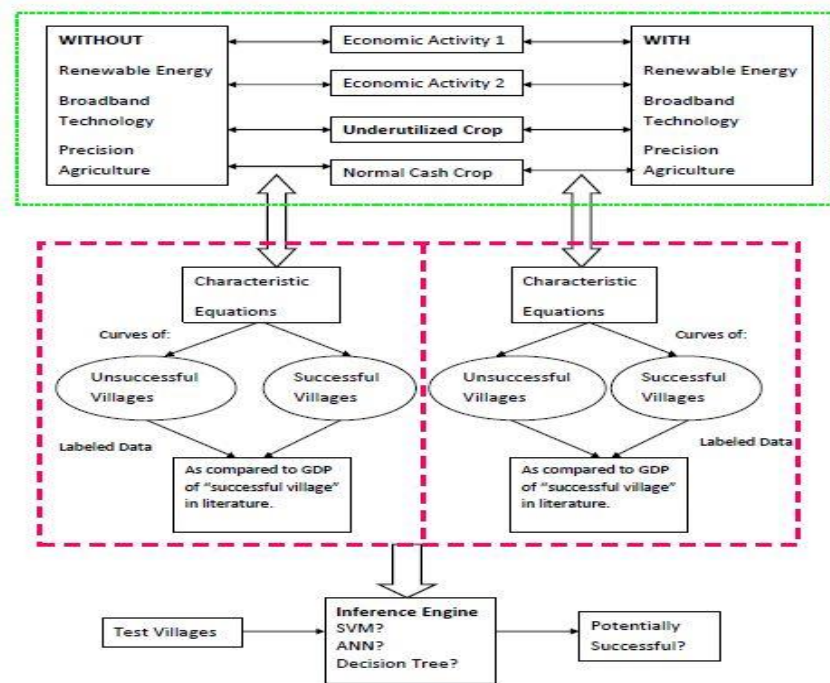 WITHOUT
Renewable Energy
Broadband
Technology
Precision
Agriculture
Economic Activity 1
Economic Activity 2
Underutilized Crop
Normal Cash Crop
WITH
Renewable Energy
Broadband
Technology
Precision
Agriculture
Characteristic
Equations
Curves of:
Unsuccessful
Villages
Successful
Villages
Labeled Data
As compared to GDP
of “successful village”
in literature.
Characteristic
Equations
Curves of:
Unsuccessful
Villages
Successful
Villages
Labeled Data
As compared to GDP
of “successful village”
in literature.
Test Villages
Inference Engine
SVM?
ANN?
Decision Tree?
Potentially
Successful?